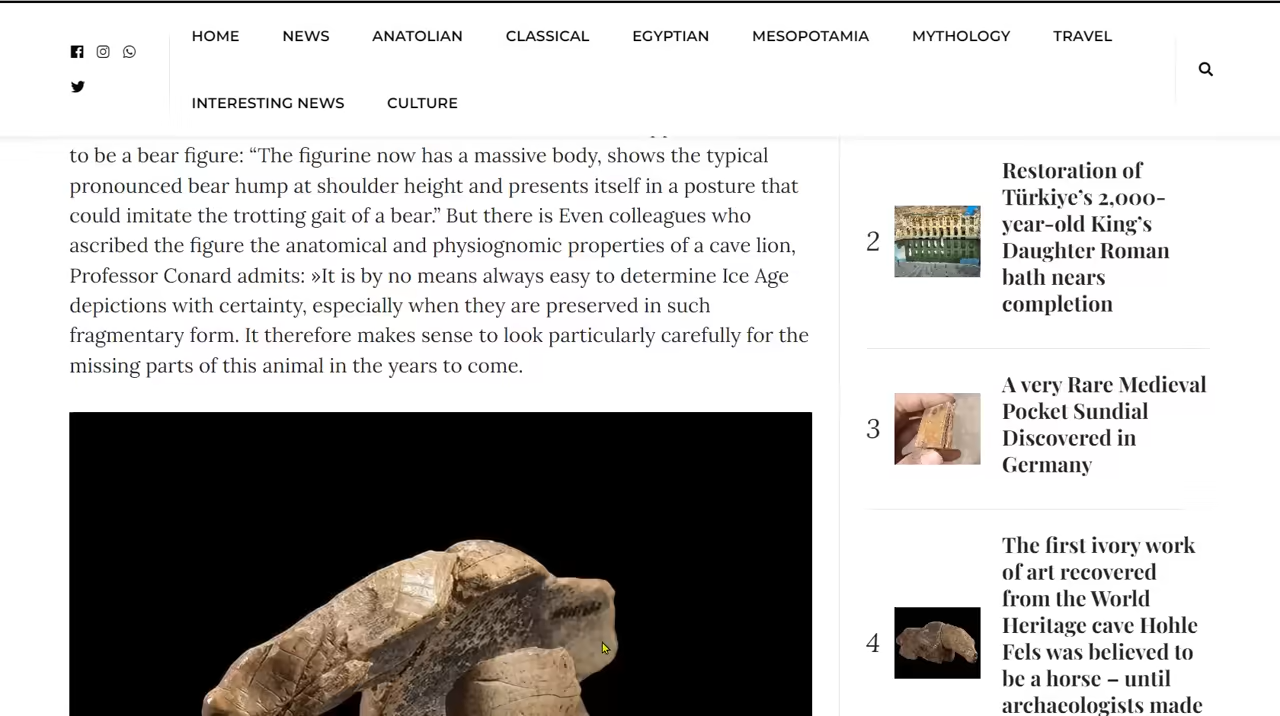 HOME NEWS ANATOLIAN CLASSICAL EGYPTIAN MESOPOTAMIA MYTHOLOGY TRAVEL
INTERESTING NEWS CULTURE
to be a bear figure: “The figurine now has a massive body, shows the typical
pronounced bear hump at shoulder height and presents itself in a posture that
could imitate the trotting gait of a bear.” But there is Even colleagues who
ascribed the figure the anatomical and physiognomic properties of a cave lion,
Professor Conard admits: »It is by no means always easy to determine Ice Age
depictions with certainty, especially when they are preserved in such
fragmentary form. It therefore makes sense to look particularly carefully for the
missing parts of this animal in the years to come.
2
Restoration of
Türkiye’s 2,000-
year-old King’s
Daughter Roman
bath nears
completion
3
A very Rare Medieval
Pocket Sundial
Discovered in
Germany
4
The first ivory work
of art recovered
from the World
Heritage cave Hohle
Fels was believed to
be a horse – until
archaeologists made